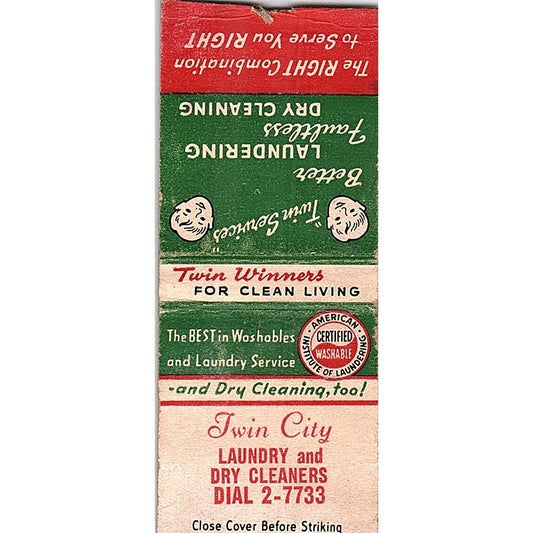 The RIGHT Combination
to Serve You RIGHT
"Twin Services"
Better
LAUNDERING
Faultless
DRY CLEANING
Twin Winners
FOR CLEAN LIVING
The BEST in Washables
and Laundry Service
AMERICAN
INSTITUTE OF LAUNDERING
CERTIFIED
WASHABLE
-and Dry Cleaning, too!
Twin City
LAUNDRY and
DRY CLEANERS
DIAL 2-7733
Close Cover Before Striking